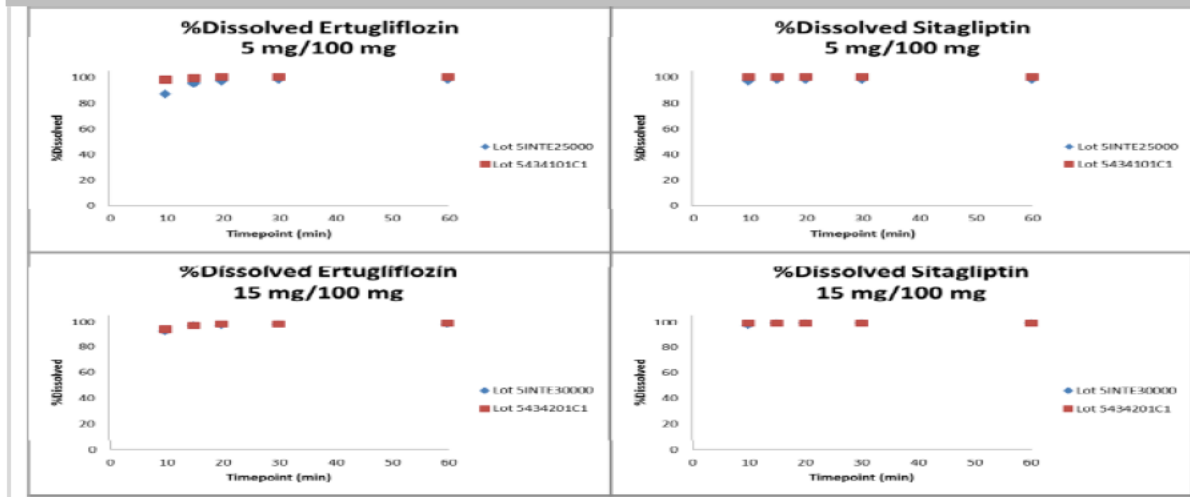 %Dissolved Ertugliflozin
5 mg/100 mg
100
80
60
40
20
0
%Dissolved
0 10 20 30 40 50 60
Timepoint (min)
Lot 5INTE25000
Lot 5434101C1
%Dissolved Sitagliptin
5 mg/100 mg
100
80
60
40
20
0
%Dissolved
0 10 20 30 40 50 60
Timepoint (min)
Lot 5INTE25000
Lot 5434101C1
%Dissolved Ertugliflozin
15 mg/100 mg
100
80
60
40
20
0
%Dissolved
0 10 20 30 40 50 60
Timepoint (min)
Lot 5INTE30000
Lot 5434201C1
%Dissolved Sitagliptin
15 mg/100 mg
100
80
60
40
20
0
%Dissolved
0 10 20 30 40 50 60
Timepoint (min)
Lot 5INTE30000
Lot 5434201C1